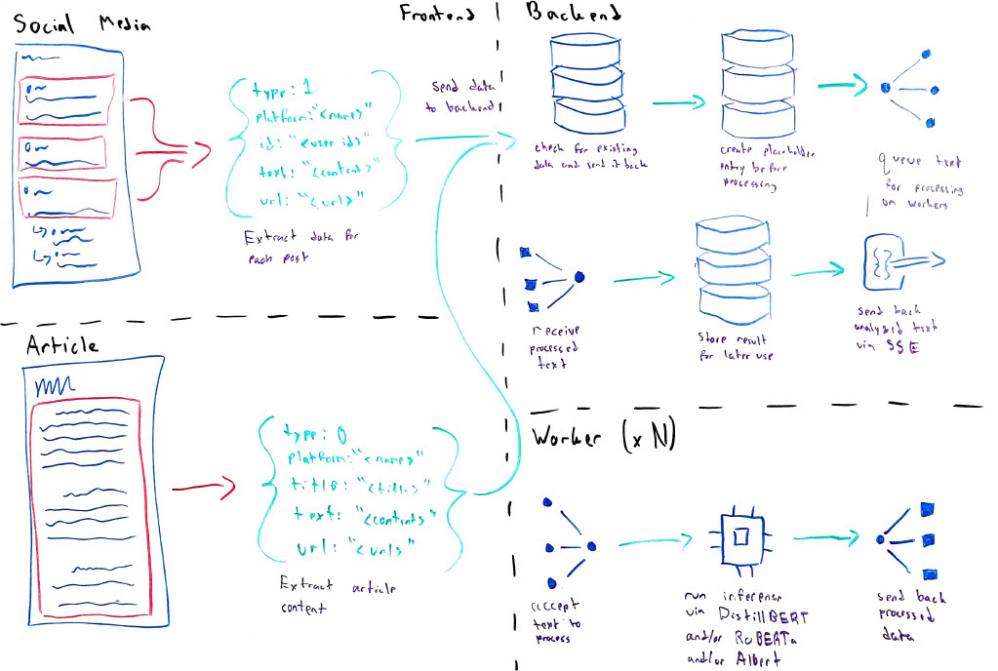 Social Media
type: 1
platform: "<name>"
id: "<user id>"
text: "<content>"
url: "<url>"
Extract data for
each post
Frontend
send data
to backend
Article
type: 0
platform: "<name>"
title: "<title>"
text: "<content>"
url: "<url>"
Extract article
content
Backend
check for existing
data and send it back
create placeholder
entry before
processing
queue text
for processing
on workers
receive
processed
text
store result
for later use
{ }
send back
analyzed text
via SSE
Worker (x N)
accept
text to
process
run inference
via DistillBERT
and/or RoBERTa
and/or Albert
send back
processed
data